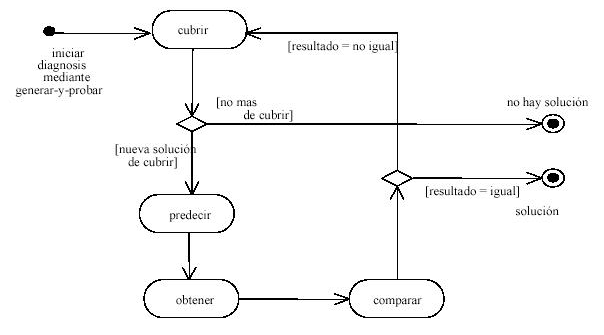 cubrir
iniciar
diagnosis
mediante
generar-y-probar
[resultado = no igual]
[no mas
de cubrir]
no hay solución
[nueva solución
de cubrir]
[resultado = igual]
solución
predecir
obtener
comparar